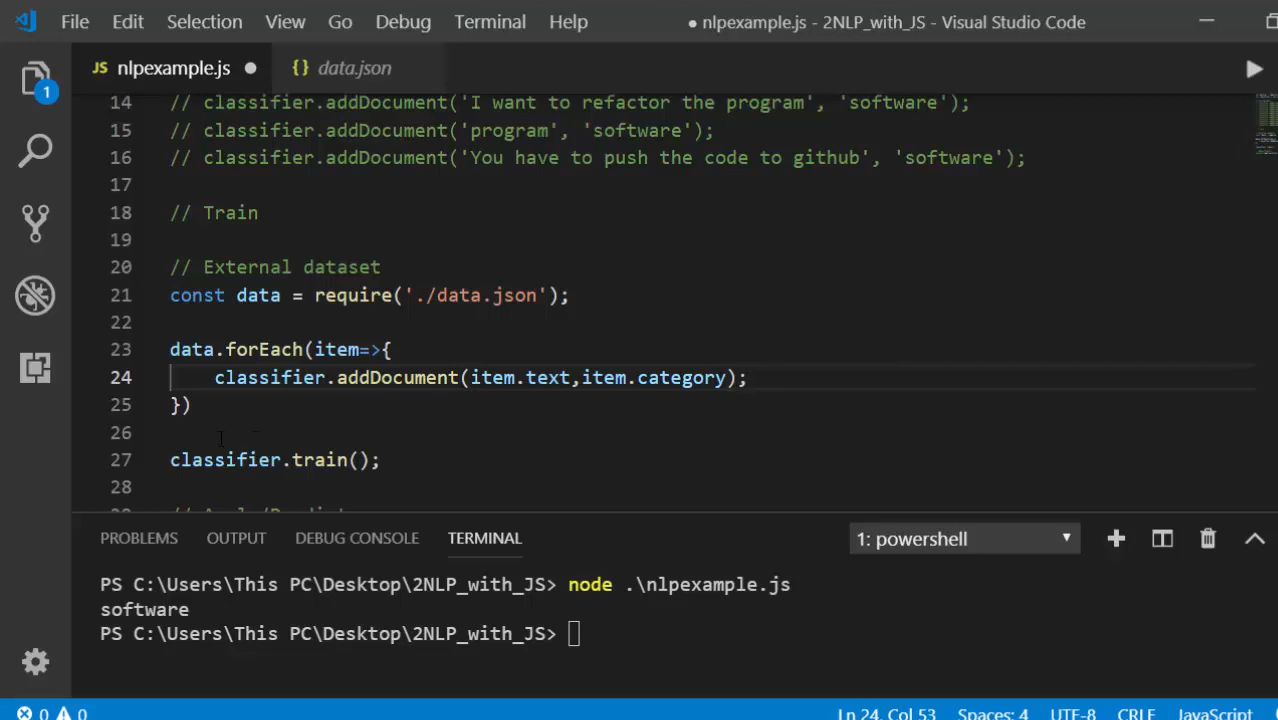 File Edit Selection View Go Debug Terminal Help ● nlpexample.js - 2NLP_with_JS - Visual Studio Code
JS nlpexample.js ● {} data.json
1
14 // classifier.addDocument('I want to refactor the program', 'software');
15 // classifier.addDocument('program', 'software');
16 // classifier.addDocument('You have to push the code to github', 'software');
17
18 // Train
19
20 // External dataset
21 const data = require('./data.json');
22
23 data.forEach(item=>{
24 classifier.addDocument(item.text,item.category);
25 })
26
27 classifier.train();
28
PROBLEMS OUTPUT DEBUG CONSOLE TERMINAL 1: powershell
PS C:\Users\This PC\Desktop\2NLP_with_JS> node .\nlpexample.js
software
PS C:\Users\This PC\Desktop\2NLP_with_JS>
0 0 Ln 24, Col 53 Spaces: 4 UTF-8 CRLF JavaScript